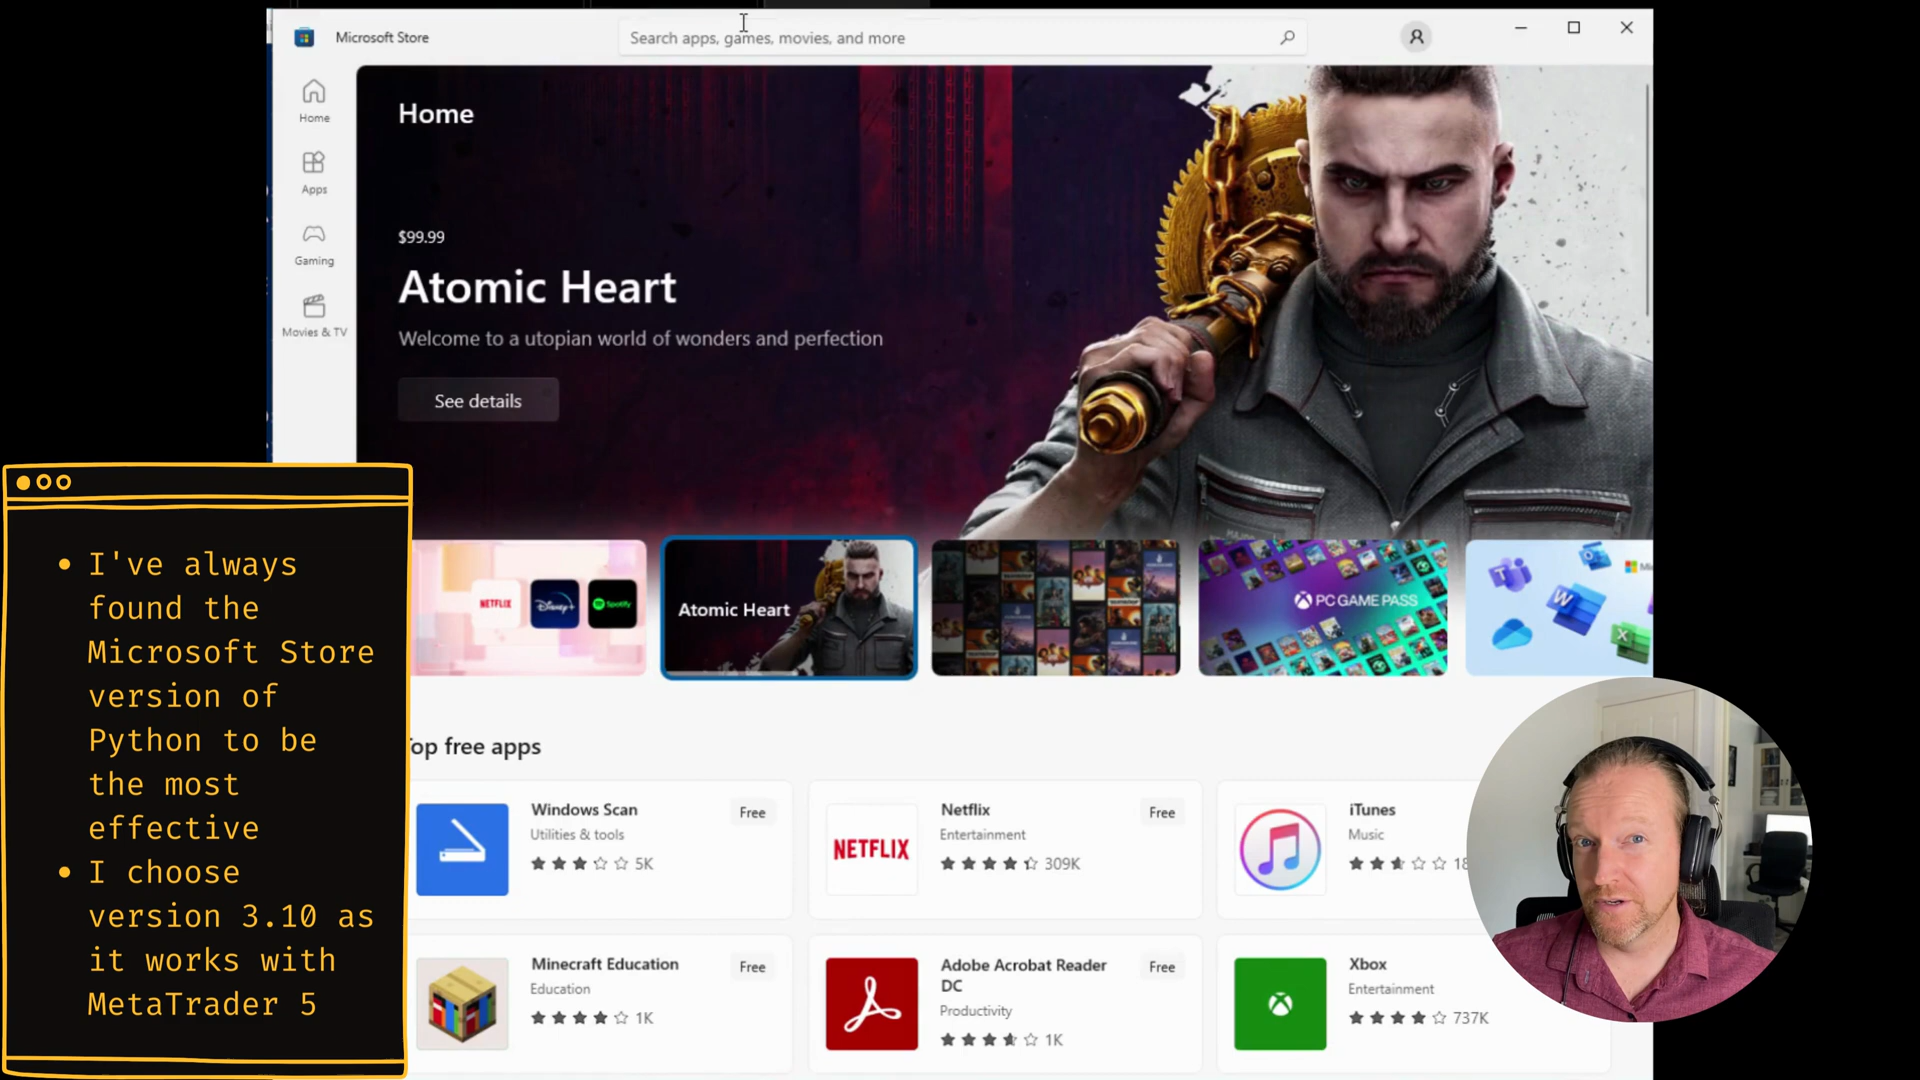 Microsoft Store
Search apps, games, movies, and more
Home
Apps
Gaming
Movies & TV
Home
$99.99
Atomic Heart
Welcome to a utopian world of wonders and perfection
See details
NETFLIX
Disney+
Spotify
Atomic Heart
PC GAME PASS
Top free apps
Windows Scan
Utilities & tools
5K
Free
NETFLIX
Netflix
Entertainment
309K
Free
iTunes
Music
Minecraft Education
Education
1K
Free
Adobe Acrobat Reader
DC
Productivity
1K
Free
Xbox
Entertainment
737K
I've always
found the
Microsoft Store
version of
Python to be
the most
effective
I choose
version 3.10 as
it works with
MetaTrader 5